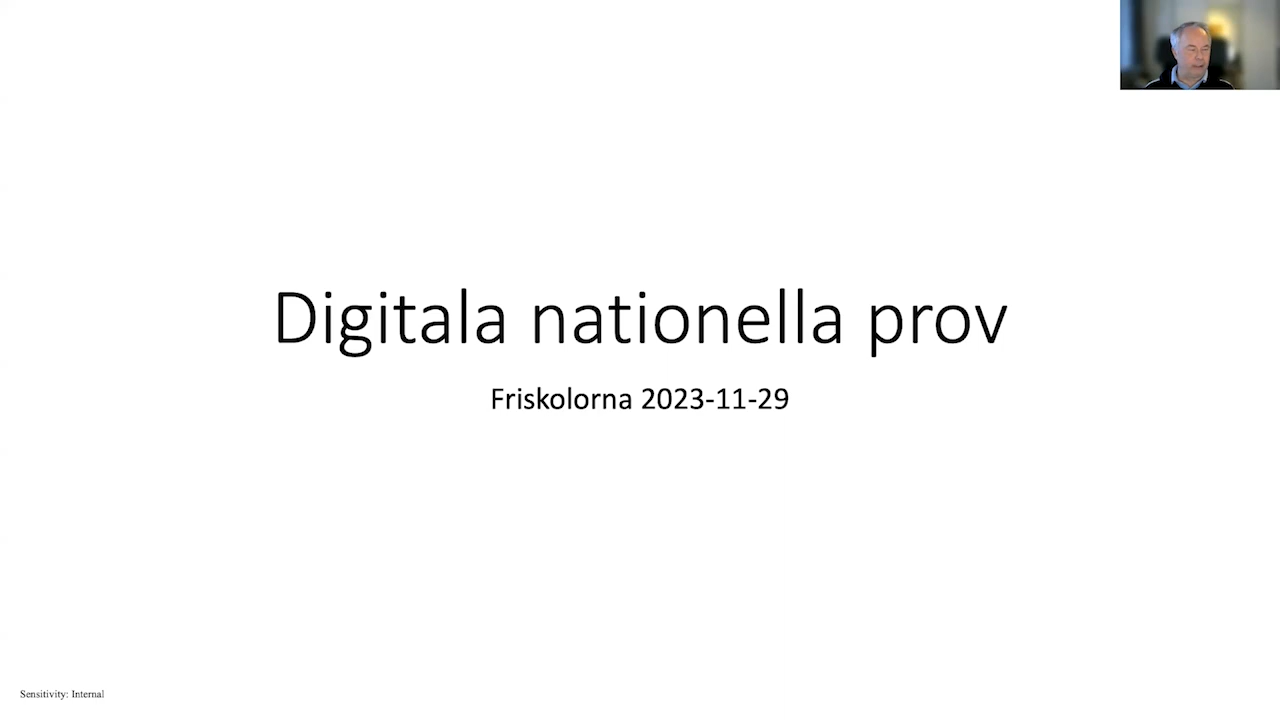 Digitala nationella prov
Friskolorna 2023-11-29
Sensitivity: Internal